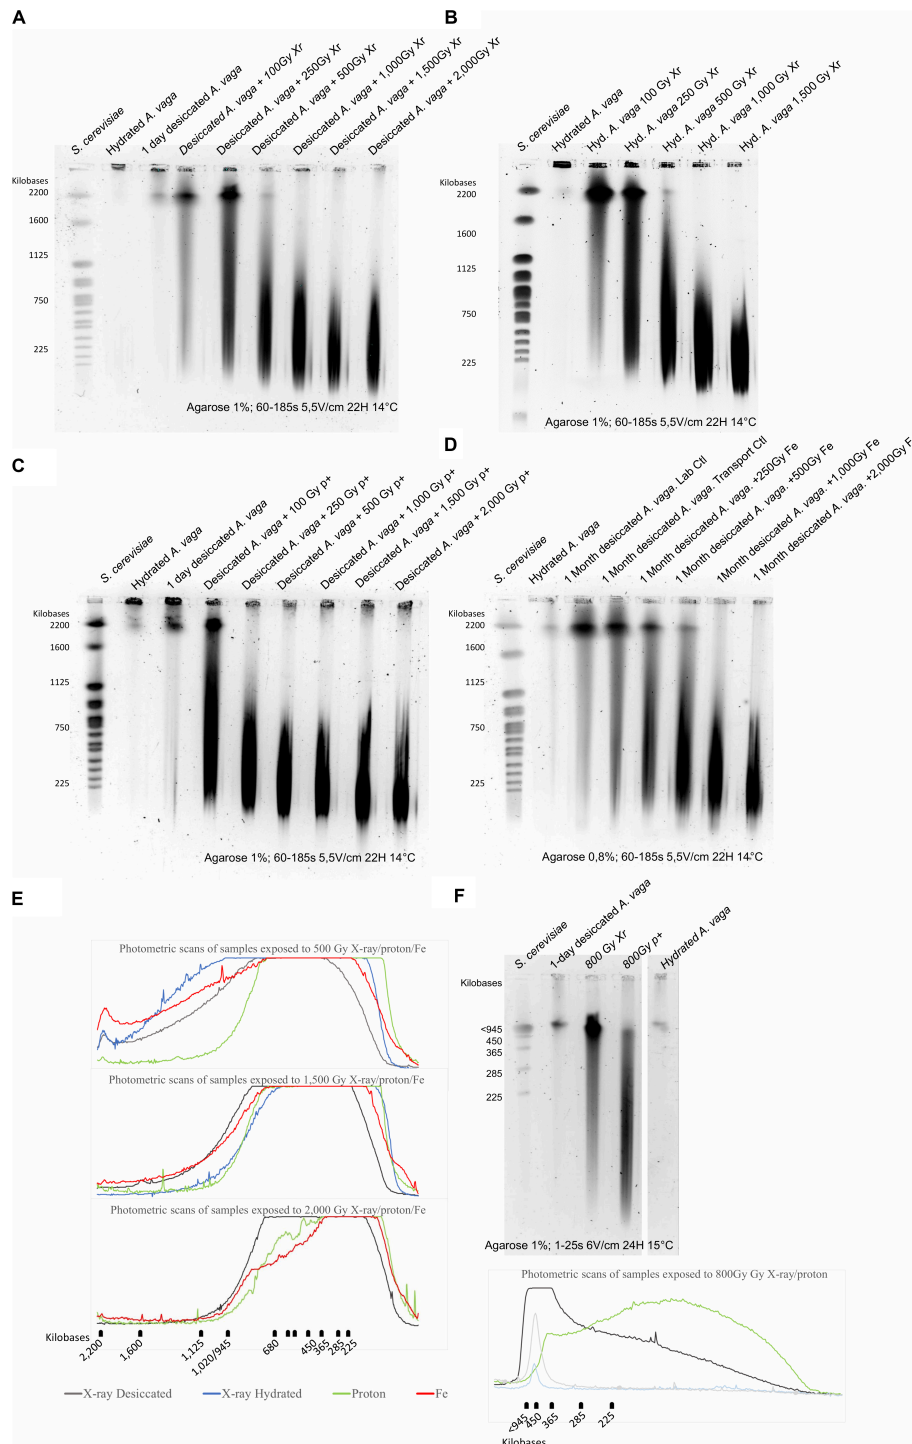 A
S. cerevisiae
Hydrated A. vaga
1 day desiccated A. vaga
Desiccated A. vaga + 100Gy Xr
Desiccated A. vaga + 250Gy Xr
Desiccated A. vaga + 500Gy Xr
Desiccated A. vaga + 1,000Gy Xr
Desiccated A. vaga + 1,500Gy Xr
Desiccated A. vaga + 2,000Gy Xr
Kilobases
2200
1600
1125
750
225
Agarose 1%; 60-185s 5,5V/cm 22H 14°C
B
S. cerevisiae
Hydrated A. vaga
Hyd. A. vaga 100 Gy Xr
Hyd. A. vaga 250 Gy Xr
Hyd. A. vaga 500 Gy Xr
Hyd. A. vaga 1,000 Gy Xr
Hyd. A. vaga 1,500 Gy Xr
Kilobases
2200
1600
1125
750
225
Agarose 1%; 60-185s 5,5V/cm 22H 14°C
C
S. cerevisiae
Hydrated A. vaga
1 day desiccated A. vaga
Desiccated A. vaga + 100 Gy p+
Desiccated A. vaga + 250 Gy p+
Desiccated A. vaga + 500 Gy p+
Desiccated A. vaga + 1,000 Gy p+
Desiccated A. vaga + 1,500 Gy p+
Desiccated A. vaga + 2,000 Gy p+
Kilobases
2200
1600
1125
750
225
Agarose 1%; 60-185s 5,5V/cm 22H 14°C
D
S. cerevisiae
Hydrated A. vaga
1 Month desiccated A. vaga. Lab Ctl
1 Month desiccated A. vaga. Transport Ctl
1 Month desiccated A. vaga. +250Gy Fe
1 Month desiccated A. vaga. +500Gy Fe
1Month desiccated A. vaga. +1,000Gy Fe
1 Month desiccated A. vaga. +2,000Gy F
Kilobases
2200
1600
1125
750
225
Agarose 0,8%; 60-185s 5,5V/cm 22H 14°C
E
Photometric scans of samples exposed to 500 Gy X-ray/proton/Fe
Photometric scans of samples exposed to 1,500 Gy X-ray/proton/Fe
Photometric scans of samples exposed to 2,000 Gy X-ray/proton/Fe
Kilobases
2,200
1,600
1,125
1,020/945
680
450
365
285
225
X-ray Desiccated
X-ray Hydrated
Proton
Fe
F
S. cerevisiae
1-day desiccated A. vaga
800 Gy Xr
800Gy p+
Hydrated A. vaga
Kilobases
<945
450
365
285
225
Agarose 1%; 1-25s 6V/cm 24H 15°C
Photometric scans of samples exposed to 800Gy Gy X-ray/proton
<945
450
365
285
225
Kilobases